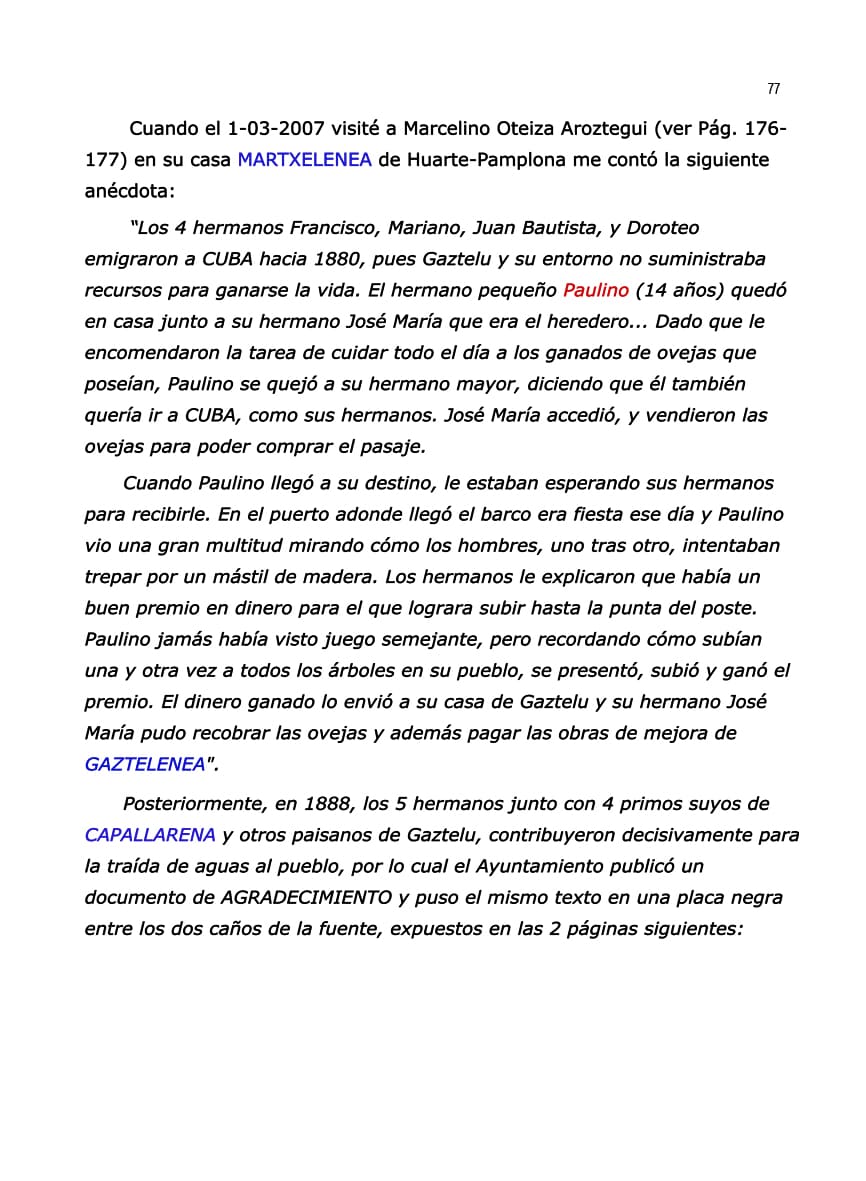 77
Cuando el 1-03-2007 visité a Marcelino Oteiza Aroztegui (ver Pág. 176-
177) en su casa MARTXELENEA de Huarte-Pamplona me contó la siguiente
anécdota:
“Los 4 hermanos Francisco, Mariano, Juan Bautista, y Doroteo
emigraron a CUBA hacia 1880, pues Gaztelu y su entorno no suministraba
recursos para ganarse la vida. El hermano pequeño Paulino (14 años) quedó
en casa junto a su hermano José María que era el heredero... Dado que le
encomendaron la tarea de cuidar todo el día a los ganados de ovejas que
poseían, Paulino se quejó a su hermano mayor, diciendo que él también
quería ir a CUBA, como sus hermanos. José María accedió, y vendieron las
ovejas para poder comprar el pasaje.
Cuando Paulino llegó a su destino, le estaban esperando sus hermanos
para recibirle. En el puerto adonde llegó el barco era fiesta ese día y Paulino
vio una gran multitud mirando cómo los hombres, uno tras otro, intentaban
trepar por un mástil de madera. Los hermanos le explicaron que había un
buen premio en dinero para el que lograra subir hasta la punta del poste.
Paulino jamás había visto juego semejante, pero recordando cómo subían
una y otra vez a todos los árboles en su pueblo, se presentó, subió y ganó el
premio. El dinero ganado lo envió a su casa de Gaztelu y su hermano José
María pudo recobrar las ovejas y además pagar las obras de mejora de
GAZTELENEA".
Posteriormente, en 1888, los 5 hermanos junto con 4 primos suyos de
CAPALLARENA y otros paisanos de Gaztelu, contribuyeron decisivamente para
la traída de aguas al pueblo, por lo cual el Ayuntamiento publicó un
documento de AGRADECIMIENTO y puso el mismo texto en una placa negra
entre los dos caños de la fuente, expuestos en las 2 páginas siguientes: